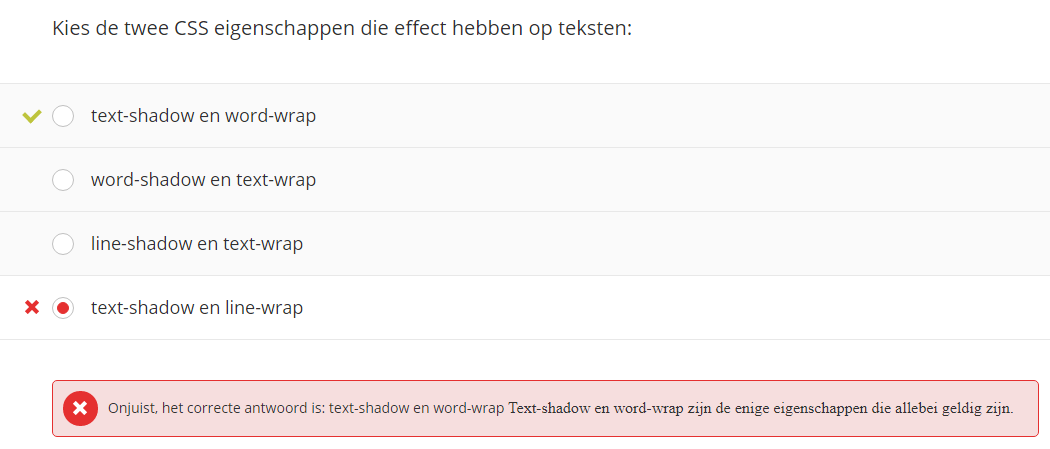 Kies de twee CSS eigenschappen die effect hebben op teksten:
text-shadow en word-wrap
word-shadow en text-wrap
line-shadow en text-wrap
text-shadow en line-wrap
Onjuist, het correcte antwoord is: text-shadow en word-wrap Text-shadow en word-wrap zijn de enige eigenschappen die allebei geldig zijn.